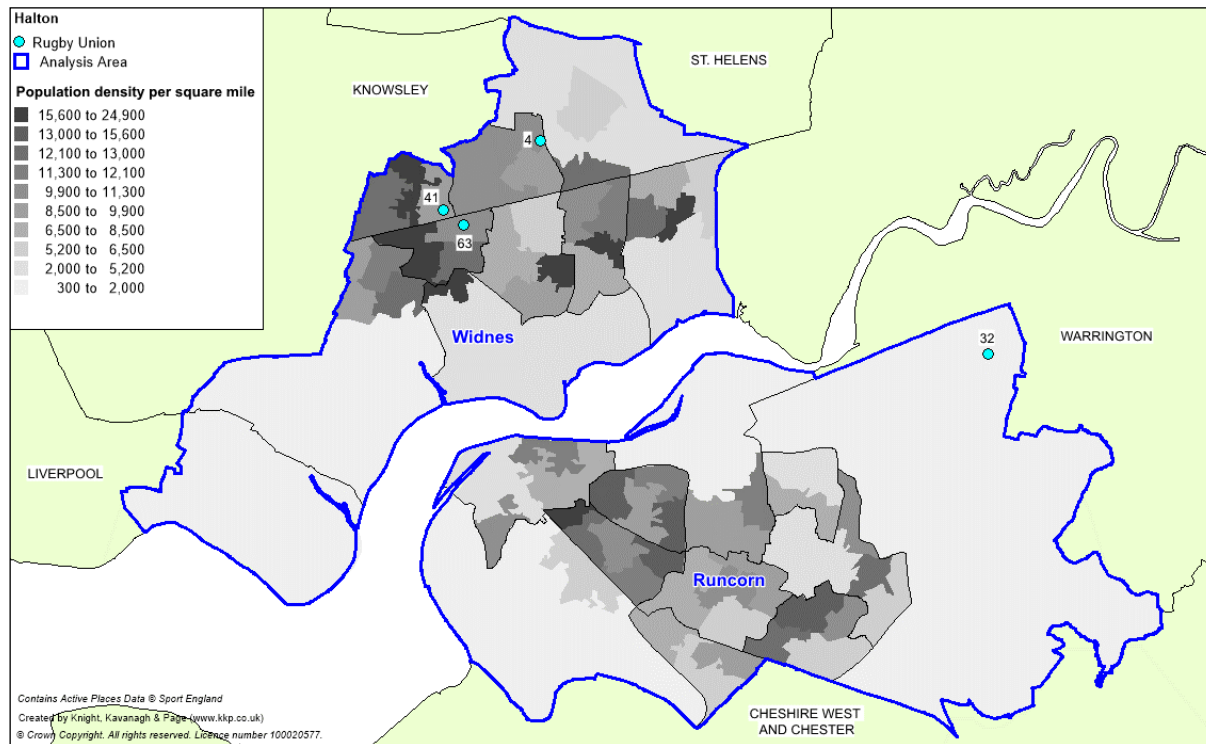 Halton
Rugby Union
Analysis Area
Population density per square mile
15,600 to 24,900
13,000 to 15,600
12,100 to 13,000
11,300 to 12,100
9,900 to 11,300
8,500 to 9,900
6,500 to 8,500
5,200 to 6,500
2,000 to 5,200
300 to 2,000
KNOWSLEY
ST. HELENS
4
41
63
Widnes
32
WARRINGTON
LIVERPOOL
Runcorn
CHESHIRE WEST
AND CHESTER
Contains Active Places Data © Sport England
Created by Knight, Kavanagh & Page (www.kkp.co.uk)
© Crown Copyright. All rights reserved. Licence number 100020577.